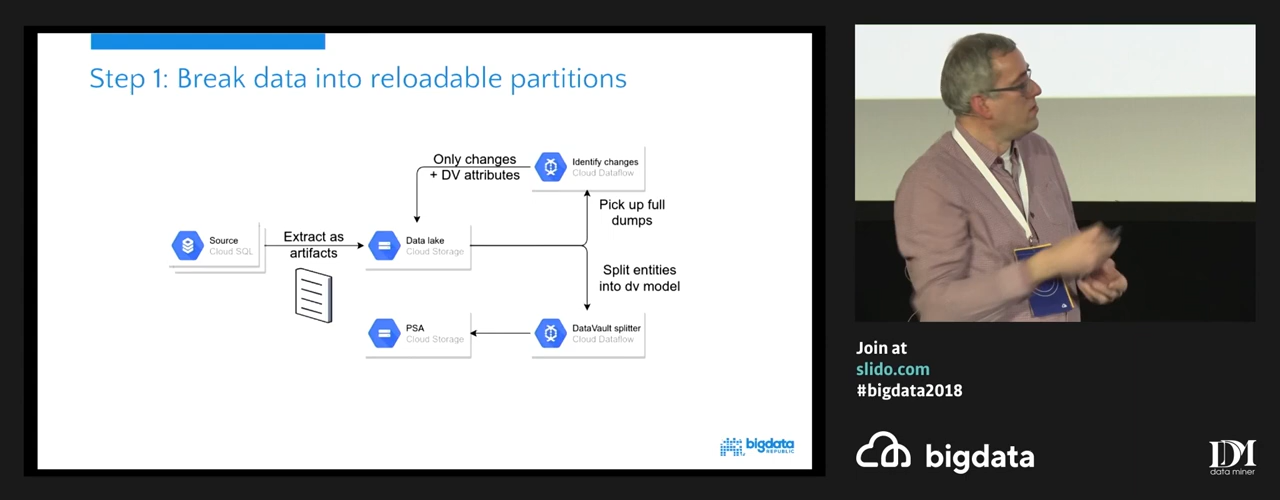 Step 1: Break data into reloadable partitions
Only changes
+ DV attributes
Identify changes
Cloud Dataflow
Pick up full
dumps
Source
Cloud SQL
Extract as
artifacts
Data lake
Cloud Storage
Split entities
into dv model
PSA
Cloud Storage
DataVault splitter
Cloud Dataflow
bigdata
REPUBLIC
Join at
slido.com
#bigdata2018
bigdata
DM
data miner